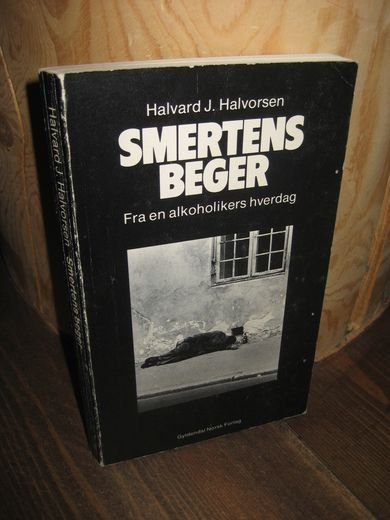 Halvard J. Halvorsen
SMERTENS
BEGER
Fra en alkoholikers hverdag
Gyldendal Norsk Forlag
Halvard J. Halvorsen Smertens beger